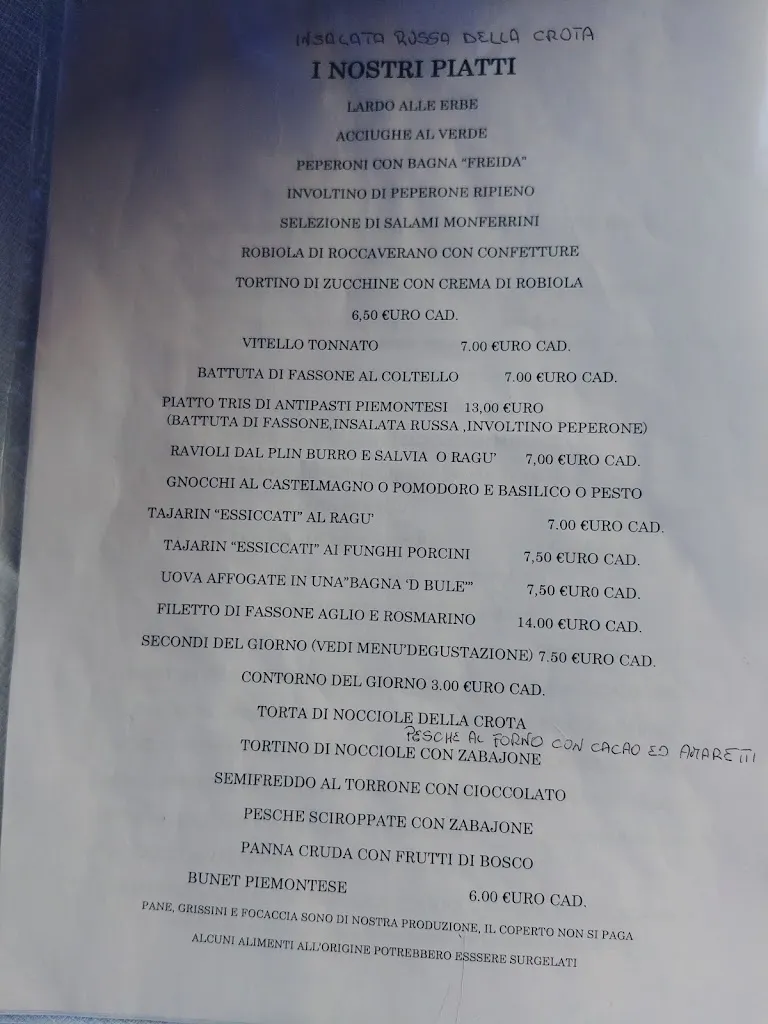 INSALATA RUSSA DELLA CROTA
I NOSTRI PIATTI
LARDO ALLE ERBE
ACCIUGHE AL VERDE
PEPERONI CON BAGNA "FREIDA"
INVOLTINO DI PEPERONE RIPIENO
SELEZIONE DI SALAMI MONFERRINI
ROBIOLA DI ROCCAVERANO CON CONFETTURE
TORTINO DI ZUCCHINE CON CREMA DI ROBIOLA
6,50 €URO CAD.
VITELLO TONNATO 7.00 €URO CAD.
BATTUTA DI FASSONE AL COLTELLO 7.00 €URO CAD.
PIATTO TRIS DI ANTIPASTI PIEMONTESI 13,00 €URO
(BATTUTA DI FASSONE,INSALATA RUSSA ,INVOLTINO PEPERONE)
RAVIOLI DAL PLIN BURRO E SALVIA O RAGU' 7,00 €URO CAD.
GNOCCHI AL CASTELMAGNO O POMODORO E BASILICO O PESTO
TAJARIN "ESSICCATI" AL RAGU' 7.00 €URO CAD.
TAJARIN "ESSICCATI" AI FUNGHI PORCINI 7,50 €URO CAD.
UOVA AFFOGATE IN UNA"BAGNA 'D BULE'" 7,50 €UR0 CAD.
FILETTO DI FASSONE AGLIO E ROSMARINO 14.00 €URO CAD.
SECONDI DEL GIORNO (VEDI MENU'DEGUSTAZIONE) 7.50 €URO CAD.
CONTORNO DEL GIORNO 3.00 €URO CAD.
TORTA DI NOCCIOLE DELLA CROTA
PESCHE AL FORNO CON CACAO ED AMARETTI
TORTINO DI NOCCIOLE CON ZABAJONE
SEMIFREDDO AL TORRONE CON CIOCCOLATO
PESCHE SCIROPPATE CON ZABAJONE
PANNA CRUDA CON FRUTTI DI BOSCO
BUNET PIEMONTESE 6.00 €URO CAD.
PANE, GRISSINI E FOCACCIA SONO DI NOSTRA PRODUZIONE, IL COPERTO NON SI PAGA
ALCUNI ALIMENTI ALL'ORIGINE POTREBBERO ESSSERE SURGELATI